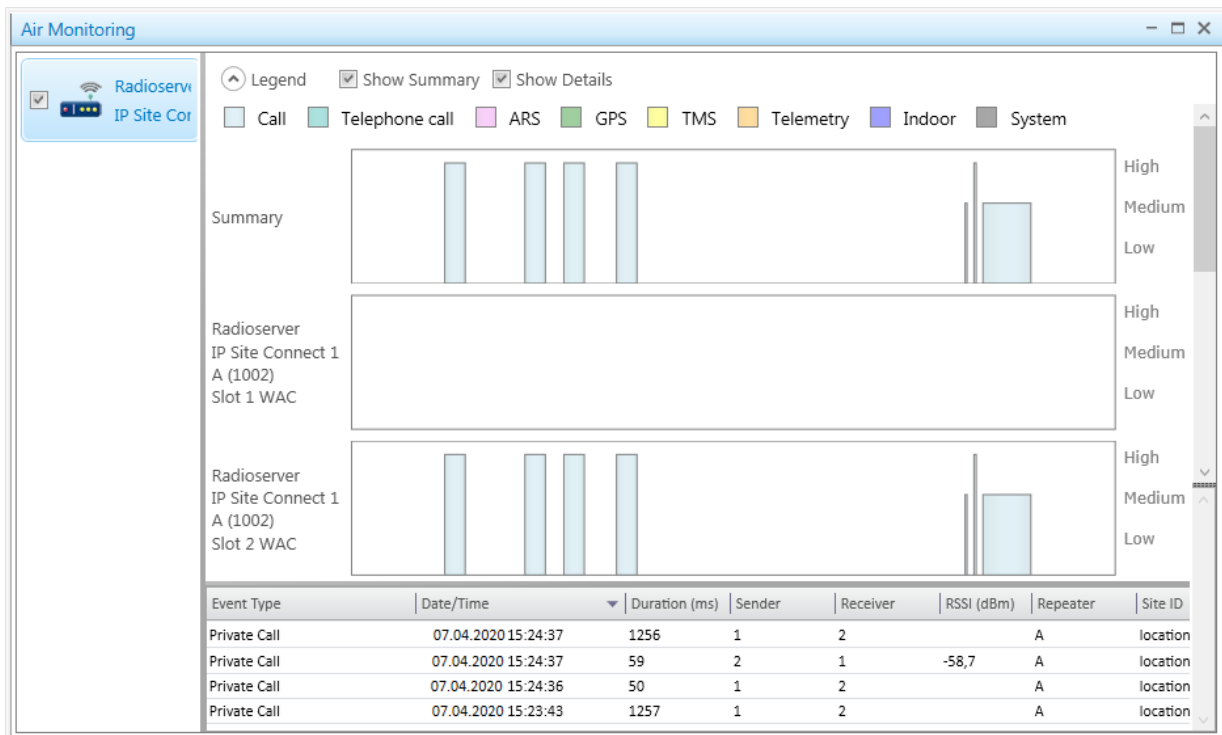 Air Monitoring
Radioserve
IP Site Cor
Legend Show Summary Show Details
Call Telephone call ARS GPS TMS Telemetry Indoor System
Summary
High
Medium
Low
Radioserver
IP Site Connect 1
A (1002)
Slot 1 WAC
High
Medium
Low
Radioserver
IP Site Connect 1
A (1002)
Slot 2 WAC
High
Medium
Low
Event Type Date/Time Duration (ms) Sender Receiver RSSI (dBm) Repeater Site ID
Private Call 07.04.2020 15:24:37 1256 1 2 A location
Private Call 07.04.2020 15:24:37 59 2 1 -58,7 A location
Private Call 07.04.2020 15:24:36 50 1 2 A location
Private Call 07.04.2020 15:23:43 1257 1 2 A location